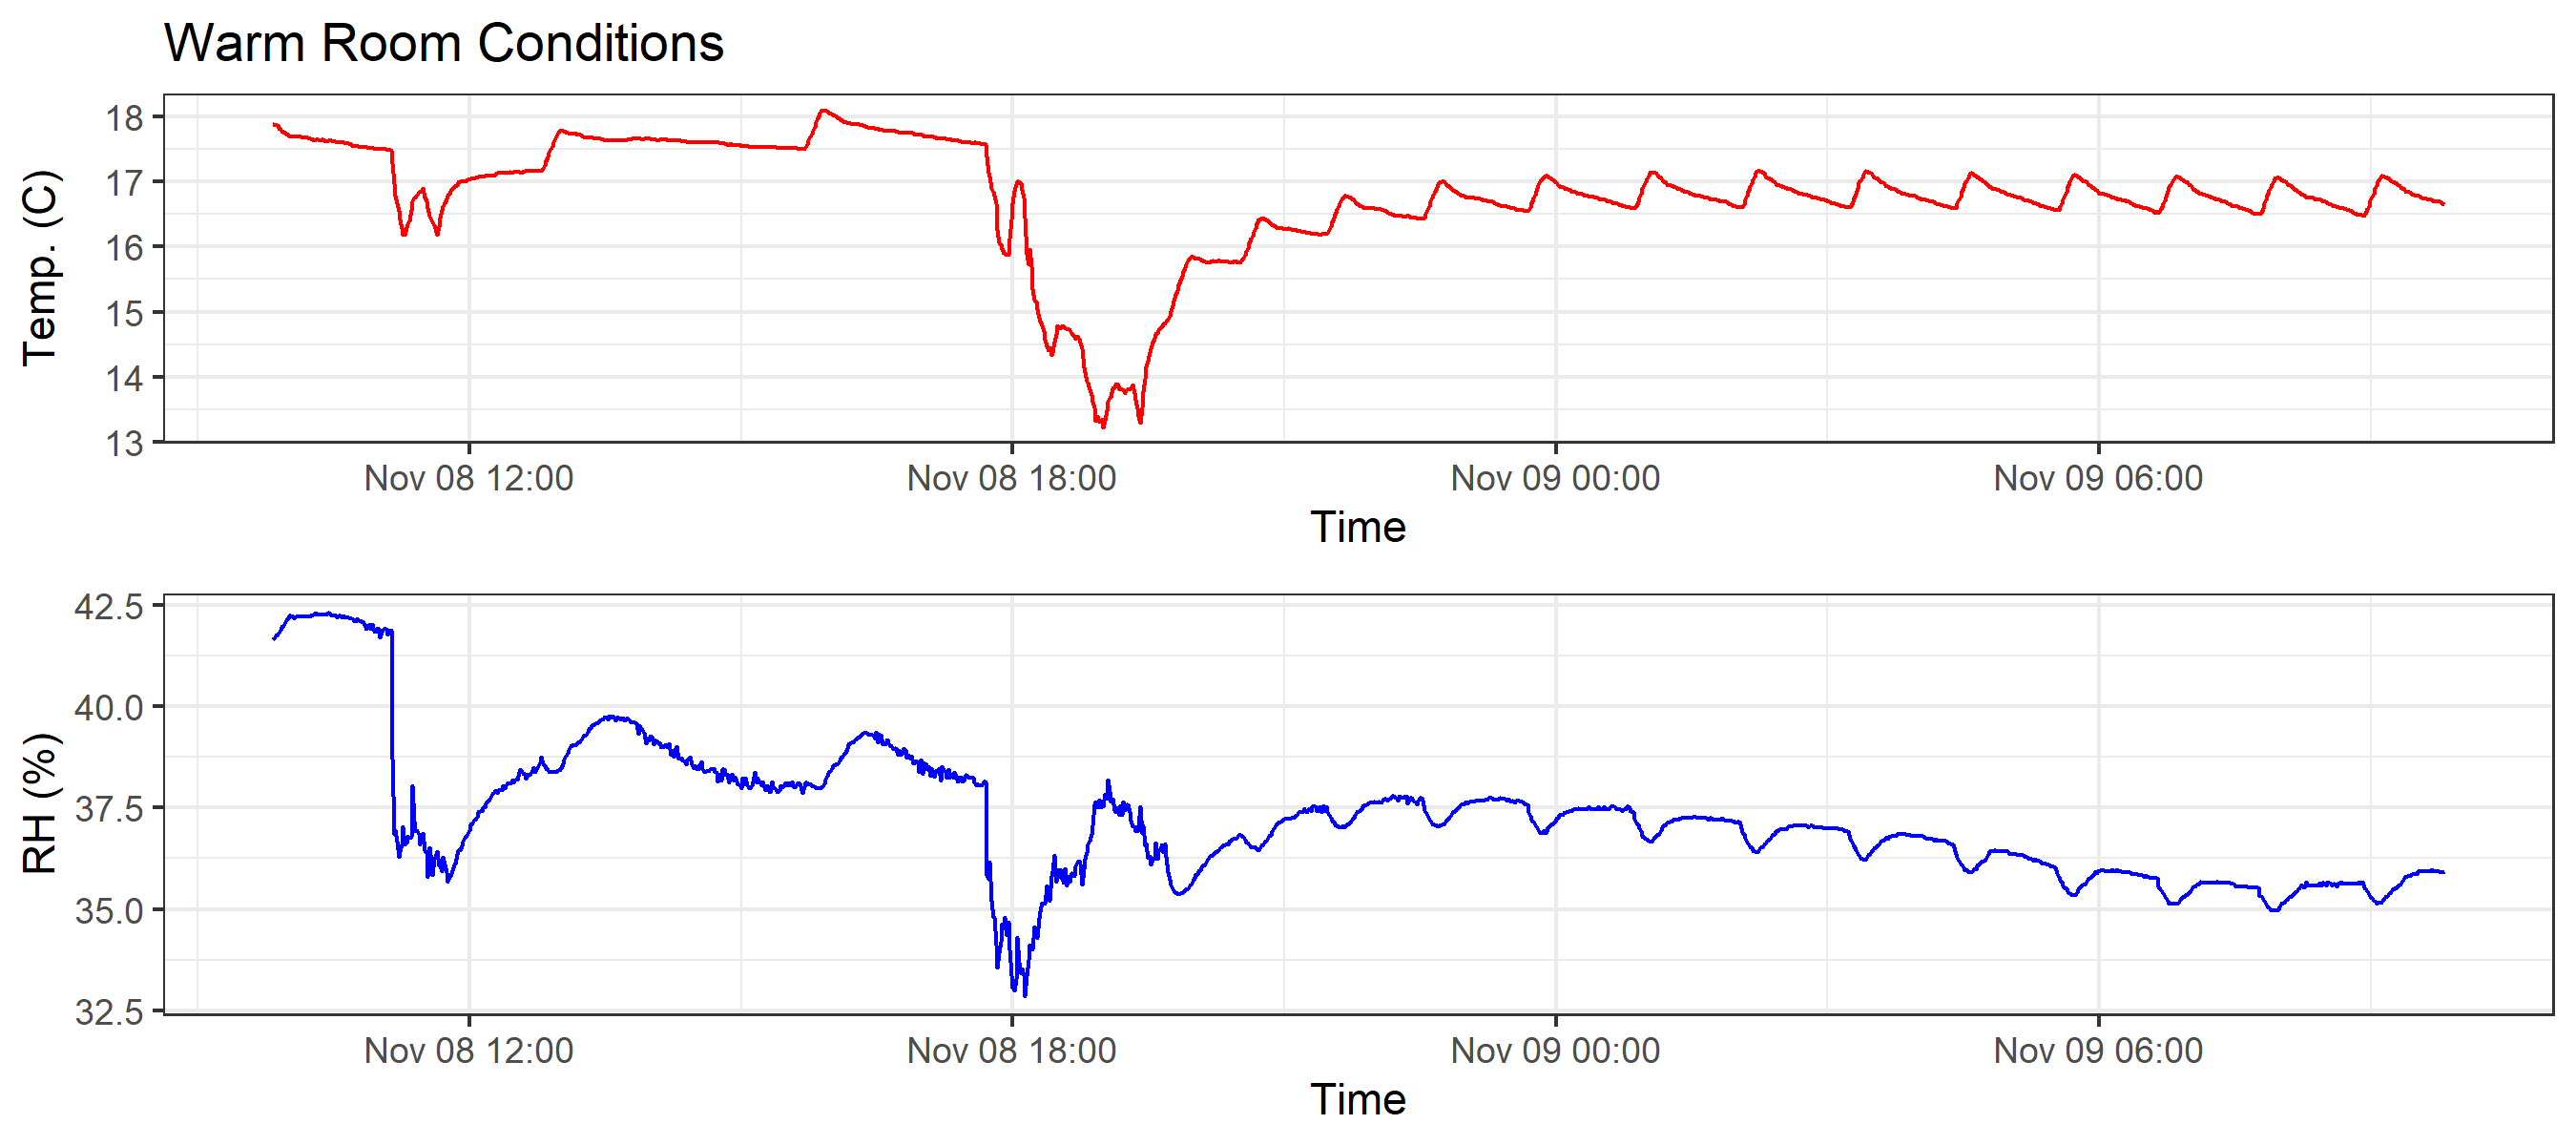 Warm Room Conditions
18
17
16
15
14
13
Temp. (C)
Nov 08 12:00 Nov 08 18:00 Nov 09 00:00 Nov 09 06:00
Time
42.5
40.0
37.5
35.0
32.5
RH (%)
Nov 08 12:00 Nov 08 18:00 Nov 09 00:00 Nov 09 06:00
Time